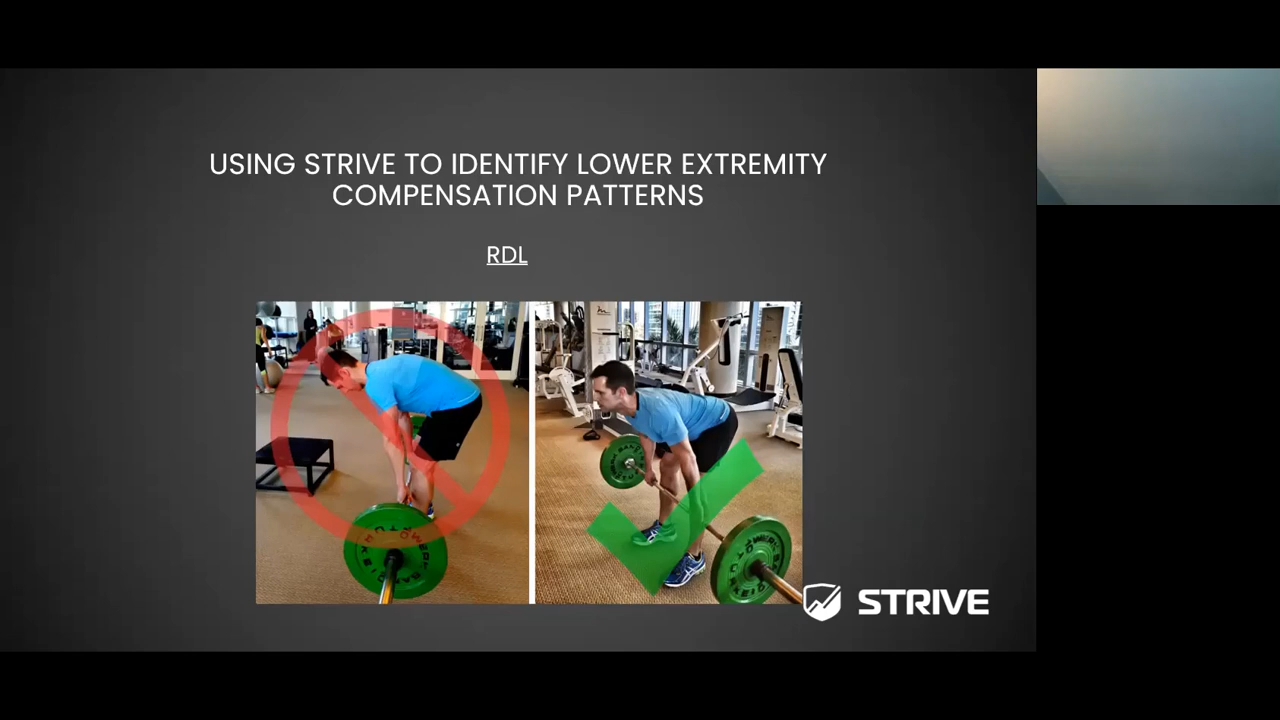 USING STRIVE TO IDENTIFY LOWER EXTREMITY
COMPENSATION PATTERNS
RDL
STRIVE